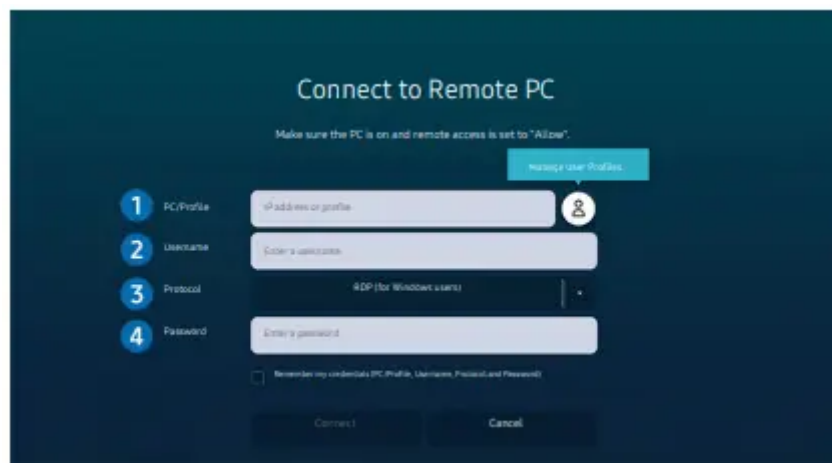 Connect to Remote PC
Make sure the PC is on and remote access is set to "Allow".
Manage User Profiles
1 PC/Profile IP address or profile
2 Username Enter a username
3 Protocol RDP (for Windows users)
4 Password Enter a password
Remember my credentials (PC/Profile, Username, Protocol and Password)
Connect Cancel